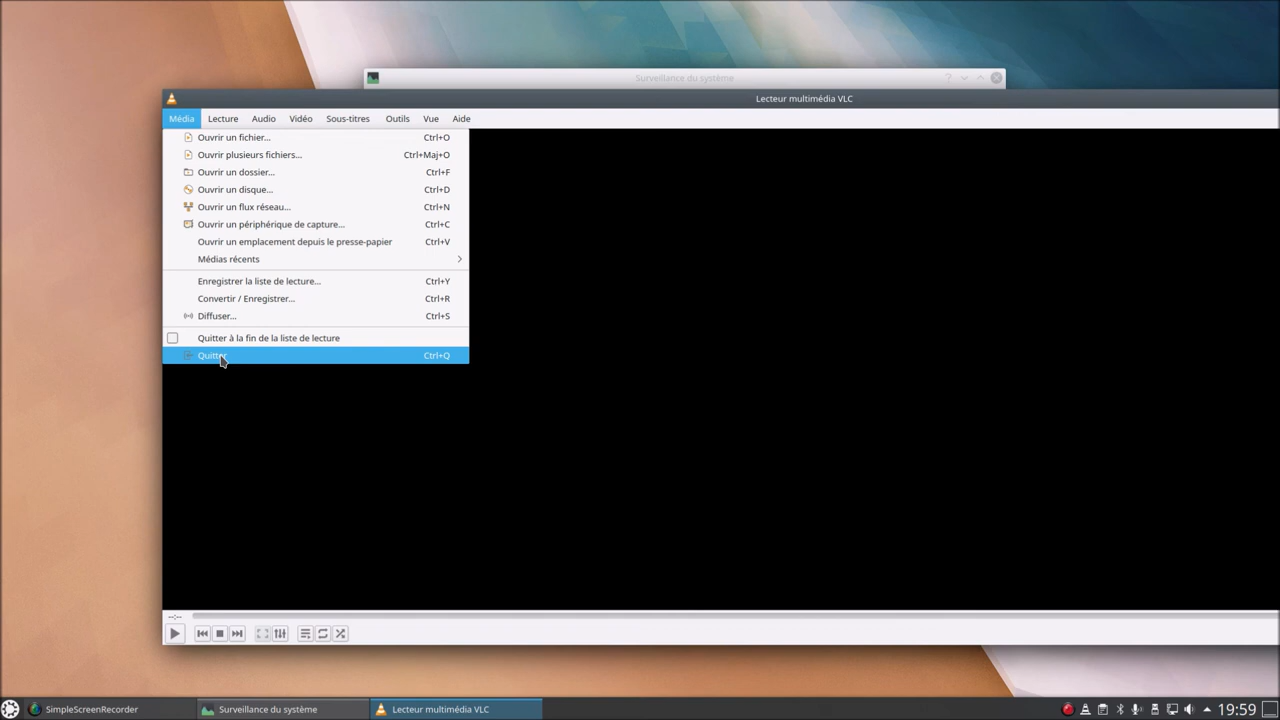 Surveillance du système
Lecteur multimédia VLC
Média Lecture Audio Vidéo Sous-titres Outils Vue Aide
Ouvrir un fichier... Ctrl+O
Ouvrir plusieurs fichiers... Ctrl+Maj+O
Ouvrir un dossier... Ctrl+F
Ouvrir un disque... Ctrl+D
Ouvrir un flux réseau... Ctrl+N
Ouvrir un périphérique de capture... Ctrl+C
Ouvrir un emplacement depuis le presse-papier Ctrl+V
Médias récents
Enregistrer la liste de lecture... Ctrl+Y
Convertir / Enregistrer... Ctrl+R
Diffuser... Ctrl+S
Quitter à la fin de la liste de lecture
Quitter Ctrl+Q
--:--
SimpleScreenRecorder Surveillance du système Lecteur multimédia VLC 19:59